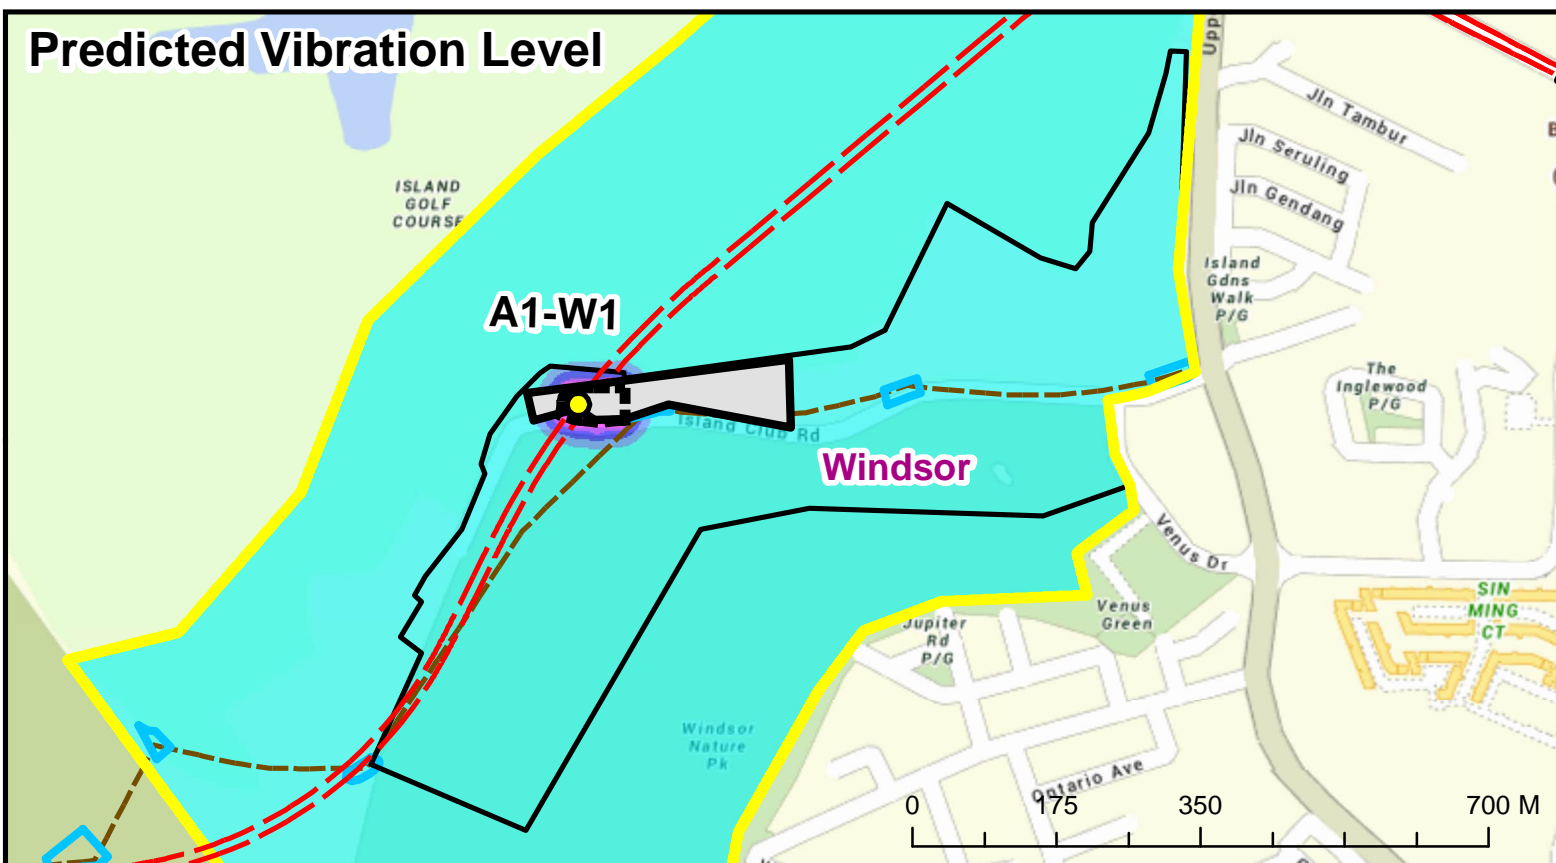 Predicted Vibration Level
Upp
Jln Tambur
Jln Seruling
Jln Gendang
ISLAND
GOLF
COURSE
Island
Gdns
Walk
P/G
A1-W1
The
Inglewood
P/G
Island Club Rd
Windsor
Venus Dr
SIN
MING
CT
Venus
Green
Jupiter
Rd
P/G
Windsor
Nature
Pk
Ontario Ave
0 175 350 700 M